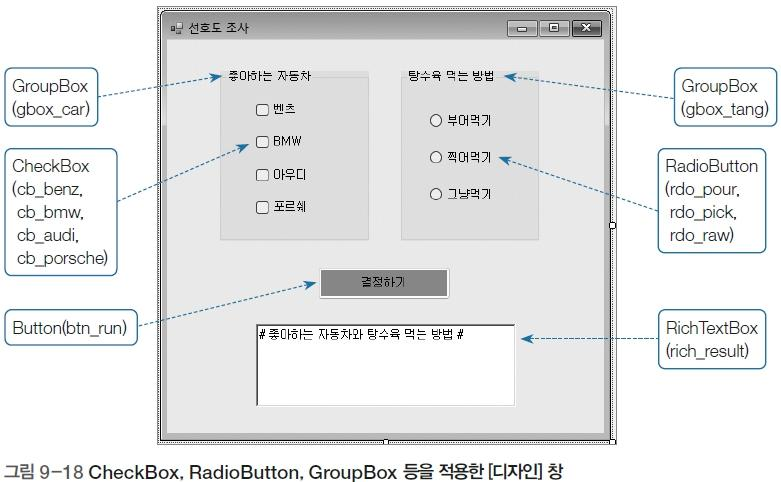 선호도 조사
GroupBox
(gbox_car)
좋아하는 자동차
탕수육 먹는 방법
GroupBox
(gbox_tang)
벤츠
BMW
아우디
포르쉐
부어먹기
찍어먹기
그냥먹기
CheckBox
(cb_benz,
cb_bmw,
cb_audi,
cb_porsche)
RadioButton
(rdo_pour,
rdo_pick,
rdo_raw)
결정하기
Button(btn_run)
# 좋아하는 자동차와 탕수육 먹는 방법 #
RichTextBox
(rich_result)
그림 9-18 CheckBox, RadioButton, GroupBox 등을 적용한 [디자인] 창